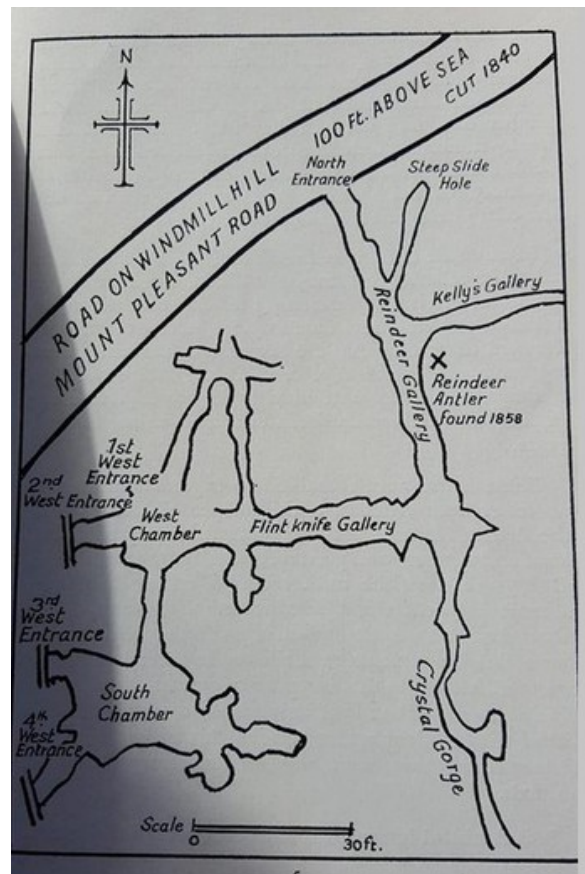 N
100 Ft. ABOVE SEA
CUT 1840
ROAD ON WINDMILL HILL
MOUNT PLEASANT ROAD
North
Entrance
Steep Slide
Hole
Kelly's Gallery
Reindeer Gallery
X
Reindeer
Antler
found 1858
1st
West
Entrance
2nd
West Entrance
West
Chamber
Flint knife Gallery
3rd
West
Entrance
South
Chamber
4th
West
Entrance
Crystal Gorge
Scale
0
30ft.